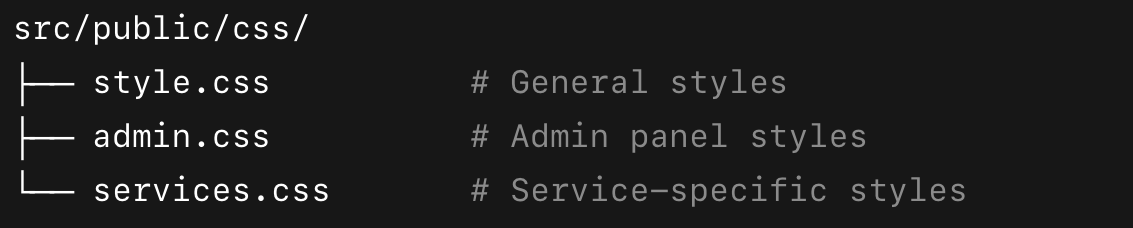 src/public/css/
├── style.css          # General styles
├── admin.css          # Admin panel styles
└── services.css       # Service-specific styles